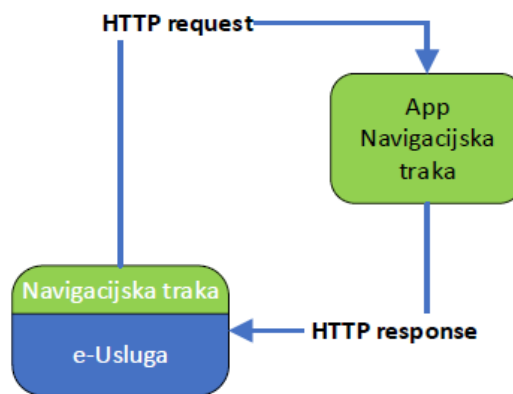 HTTP request
App
Navigacijska
traka
Navigacijska traka
e-Usluga
HTTP response